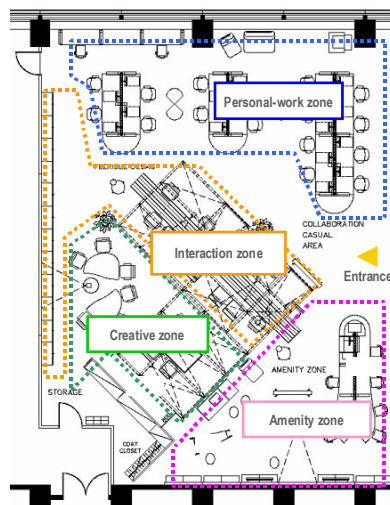 Personal-work zone
COLLABORATION
CASUAL
AREA
Interaction zone
Entrance
Creative zone
AMENITY ZONE
STORAGE
Amenity zone
COAT
CLOSET